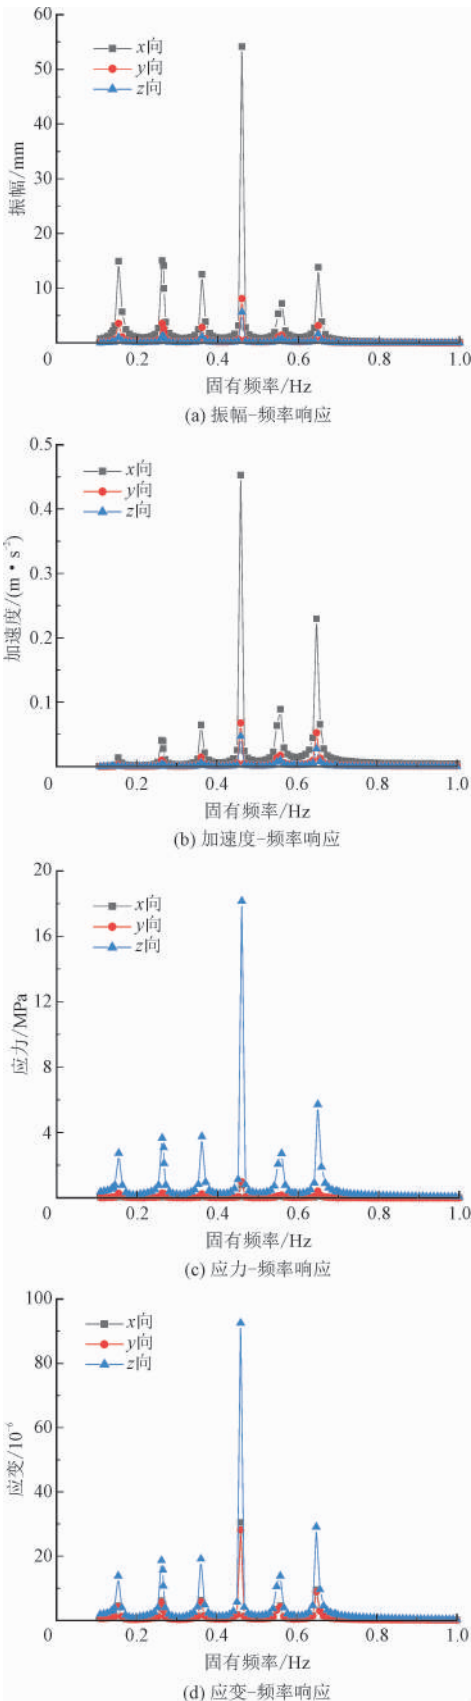 60
x向
y向
z向
50
40
30
20
10
振幅/mm
0 0.2 0.4 0.6 0.8 1.0
固有频率/Hz
(a) 振幅–频率响应
0.5
x向
y向
z向
0.4
0.3
0.2
0.1
加速度/(m·s⁻²)
0 0.2 0.4 0.6 0.8 1.0
固有频率/Hz
(b) 加速度–频率响应
20
x向
y向
z向
16
12
8
4
应力/MPa
0 0.2 0.4 0.6 0.8 1.0
固有频率/Hz
(c) 应力–频率响应
100
x向
y向
z向
80
60
40
20
应变/10⁻⁶
0 0.2 0.4 0.6 0.8 1.0
固有频率/Hz
(d) 应变–频率响应